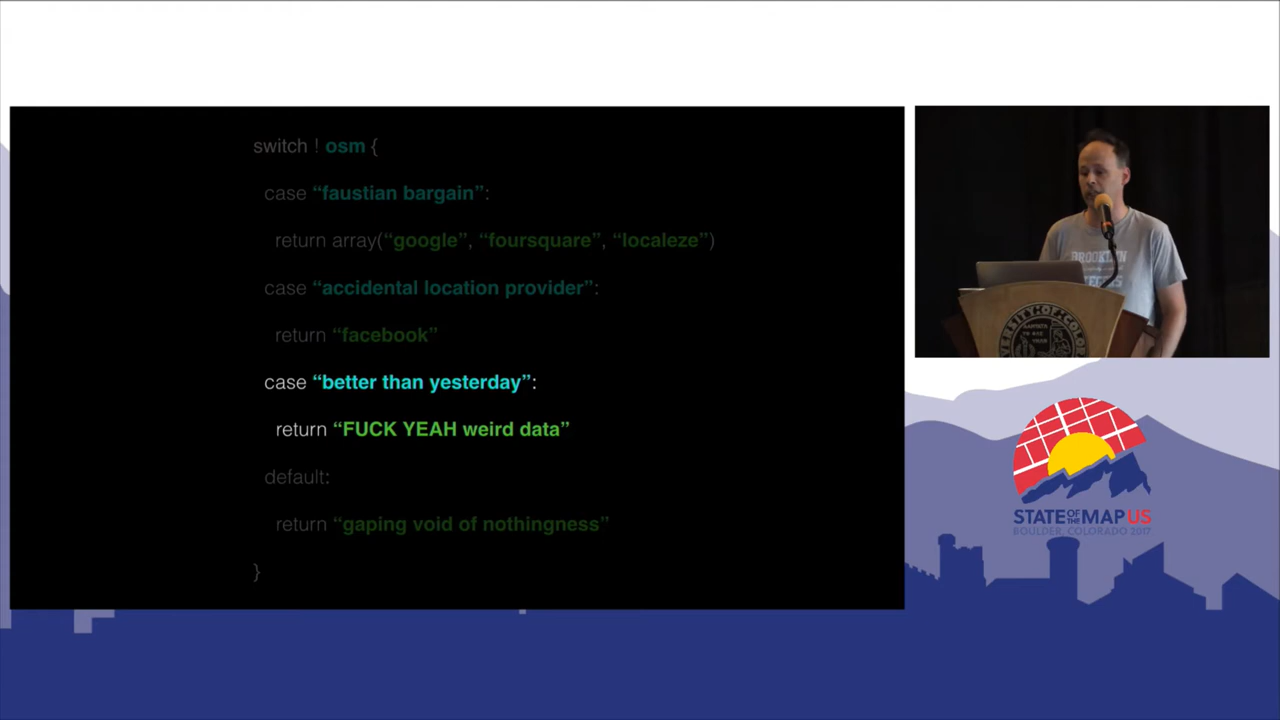 switch ! osm {
case “faustian bargain”:
return array(“google”, “foursquare”, “localeze”)
case “accidental location provider”:
return “facebook”
case “better than yesterday”:
return “FUCK YEAH weird data”
default:
return “gaping void of nothingness”
}
BROOKLYN
STATE OF THE MAP US
BOULDER, COLORADO 2017